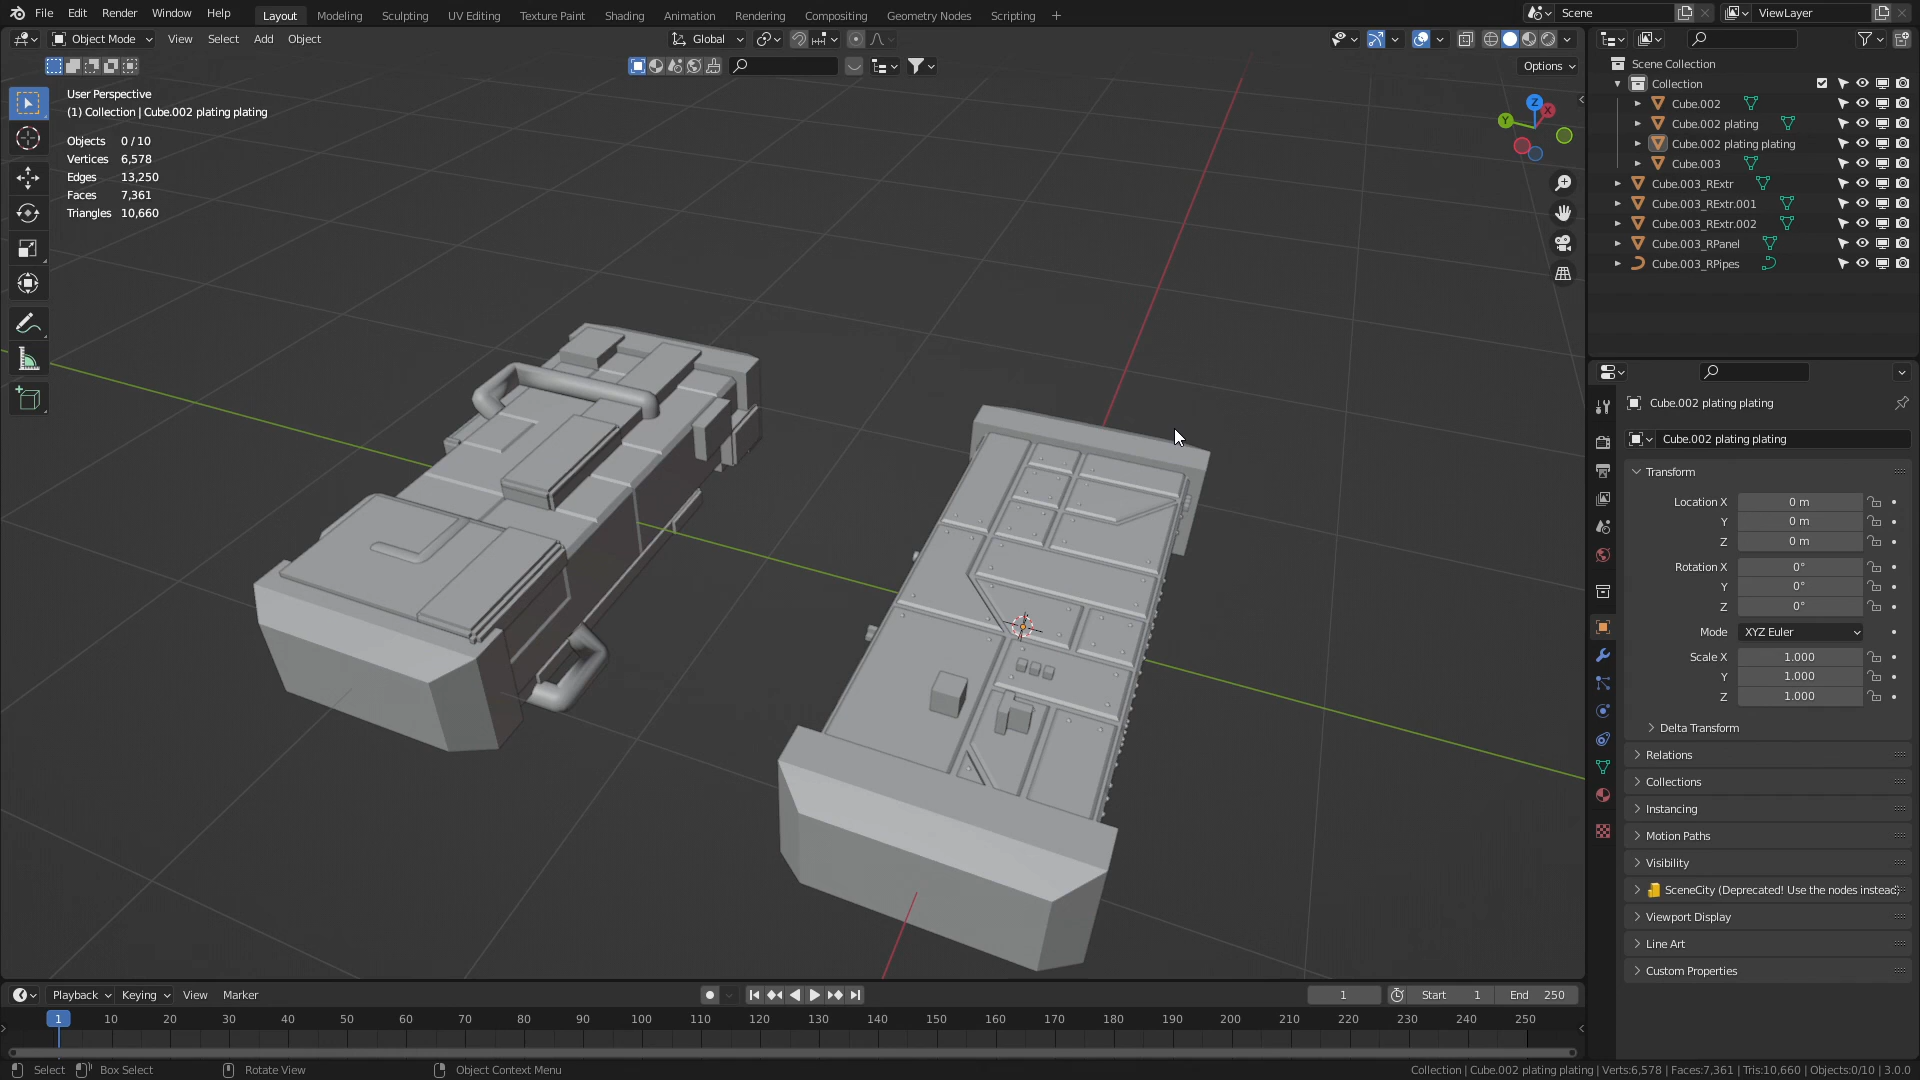 File Edit Render Window Help
Layout Modeling Sculpting UV Editing Texture Paint Shading Animation Rendering Compositing Geometry Nodes Scripting +
Scene
ViewLayer
Object Mode View Select Add Object
Global
Options
User Perspective
(1) Collection | Cube.002 plating plating
Objects 0 / 10
Vertices 6,578
Edges 13,250
Faces 7,361
Triangles 10,660
Z
X
Y
Scene Collection
Collection
Cube.002
Cube.002 plating
Cube.002 plating plating
Cube.003
Cube.003_RExtr
Cube.003_RExtr.001
Cube.003_RExtr.002
Cube.003_RPanel
Cube.003_RPipes
Cube.002 plating plating
Cube.002 plating plating
Transform
Location X 0 m
Y 0 m
Z 0 m
Rotation X 0°
Y 0°
Z 0°
Mode XYZ Euler
Scale X 1.000
Y 1.000
Z 1.000
Delta Transform
Relations
Collections
Instancing
Motion Paths
Visibility
SceneCity (Deprecated! Use the nodes instead
Viewport Display
Line Art
Custom Properties
Playback Keying View Marker
1 Start 1 End 250
1 10 20 30 40 50 60 70 80 90 100 110 120 130 140 150 160 170 180 190 200 210 220 230 240 250
Select Box Select Rotate View Object Context Menu
Collection | Cube.002 plating plating | Verts:6,578 | Faces:7,361 | Tris:10,660 | Objects:0/10 | 3.0.0